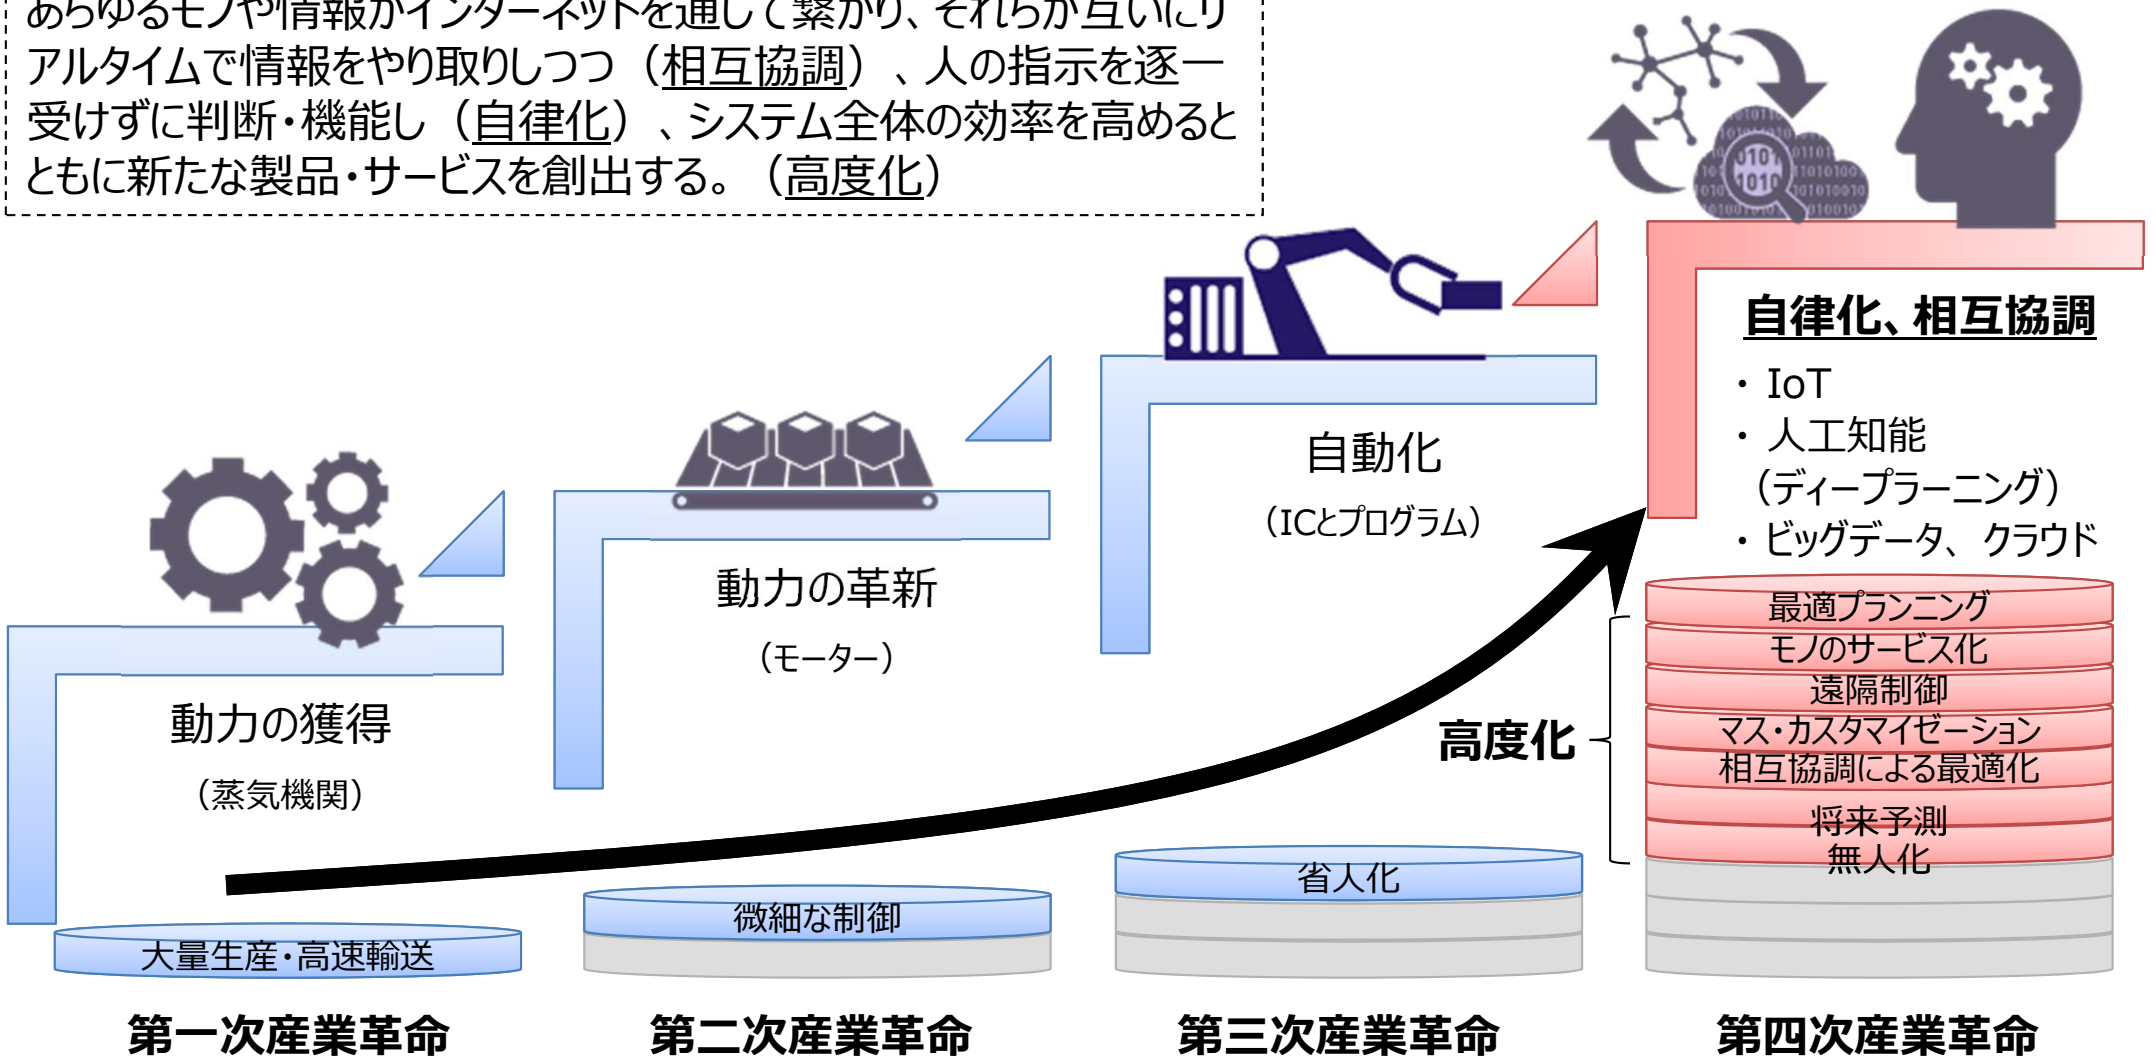 あらゆるモノや情報がインターネットを通して繋がり、それらが互いにリ
アルタイムで情報をやり取りしつつ（相互協調）、人の指示を逐一
受けずに判断・機能し（自律化）、システム全体の効率を高めると
ともに新たな製品・サービスを創出する。（高度化）
自律化、相互協調
・ IoT
・ 人工知能
（ディープラーニング）
・ ビッグデータ、クラウド
自動化
（ICとプログラム）
動力の革新
（モーター）
動力の獲得
（蒸気機関）
高度化
最適プランニング
モノのサービス化
遠隔制御
マス・カスタマイゼーション
相互協調による最適化
将来予測
無人化
省人化
微細な制御
大量生産・高速輸送
第一次産業革命
第二次産業革命
第三次産業革命
第四次産業革命